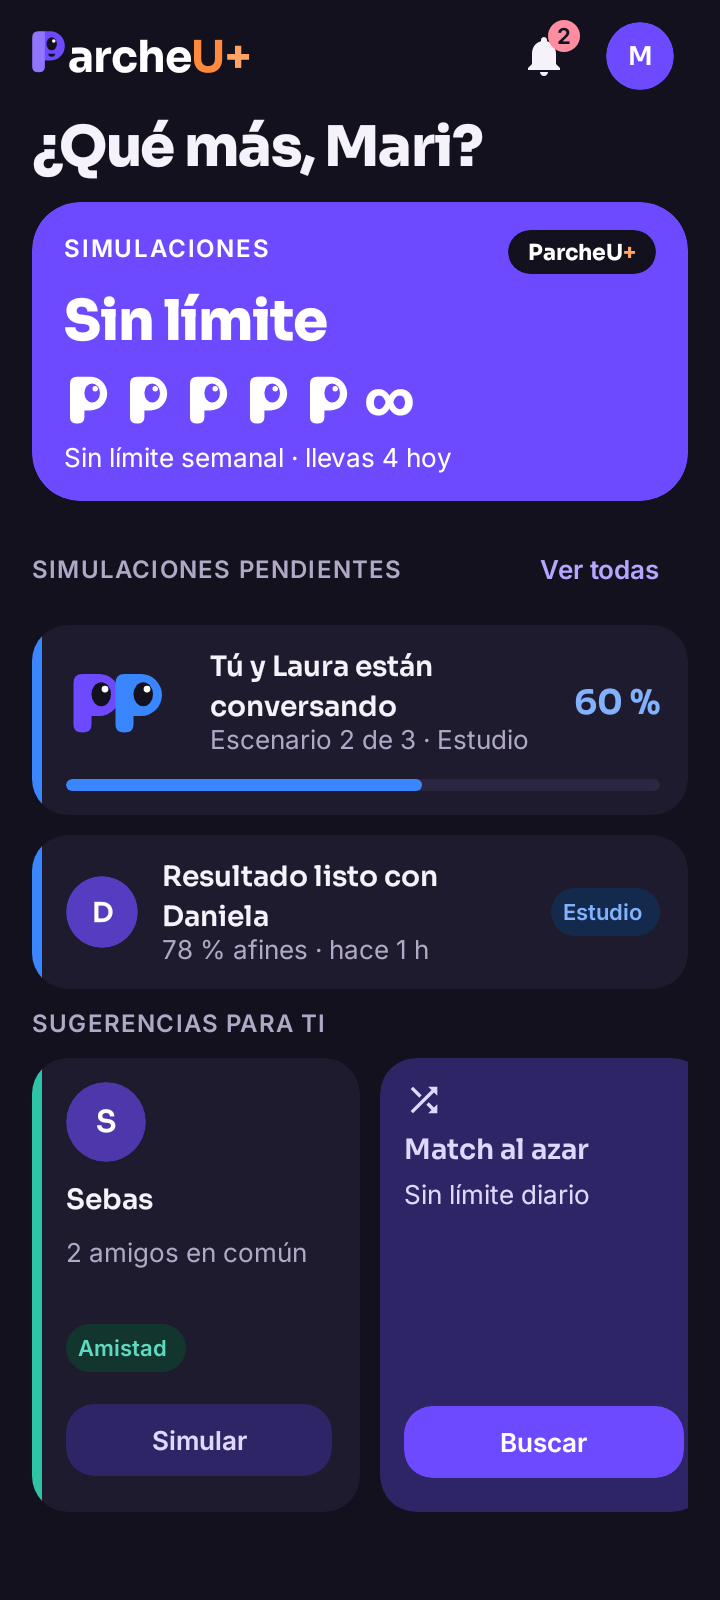 ParcheU+
2
M
¿Qué más, Mari?
SIMULACIONES
ParcheU+
Sin límite
P P P P P ∞
Sin límite semanal · llevas 4 hoy
SIMULACIONES PENDIENTES
Ver todas
PP
Tú y Laura están
conversando
60 %
Escenario 2 de 3 · Estudio
D
Resultado listo con
Daniela
Estudio
78 % afines · hace 1 h
SUGERENCIAS PARA TI
S
Sebas
2 amigos en común
Amistad
Simular
Match al azar
Sin límite diario
Buscar